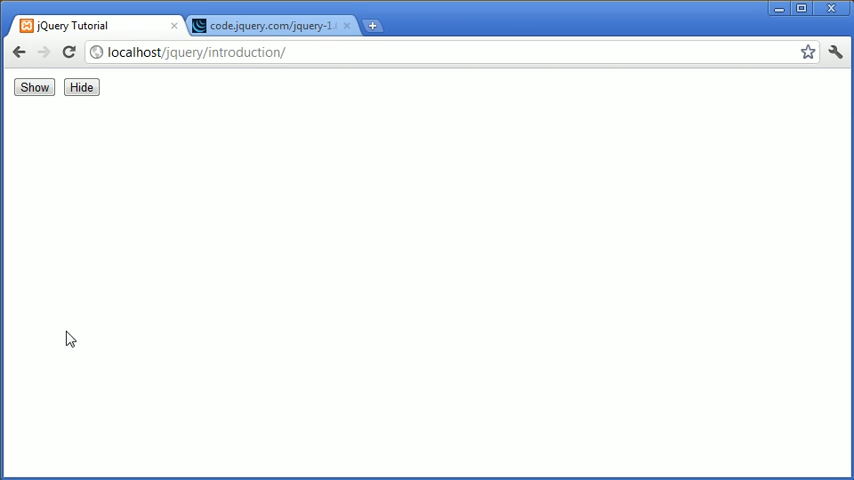 jQuery Tutorial
code.jquery.com/jquery-1.
localhost/jquery/introduction/
Show Hide